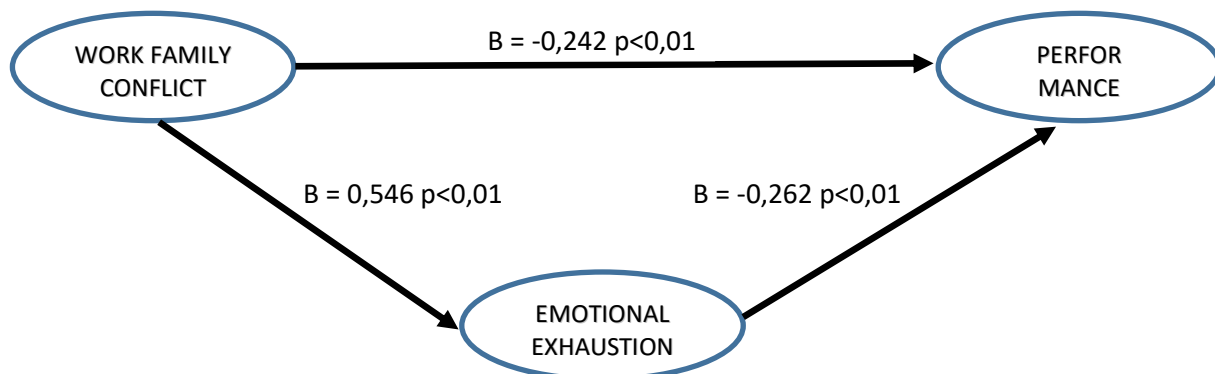 B = -0,242 p<0,01
WORK FAMILY
CONFLICT
PERFOR
MANCE
B = 0,546 p<0,01
B = -0,262 p<0,01
EMOTIONAL
EXHAUSTION